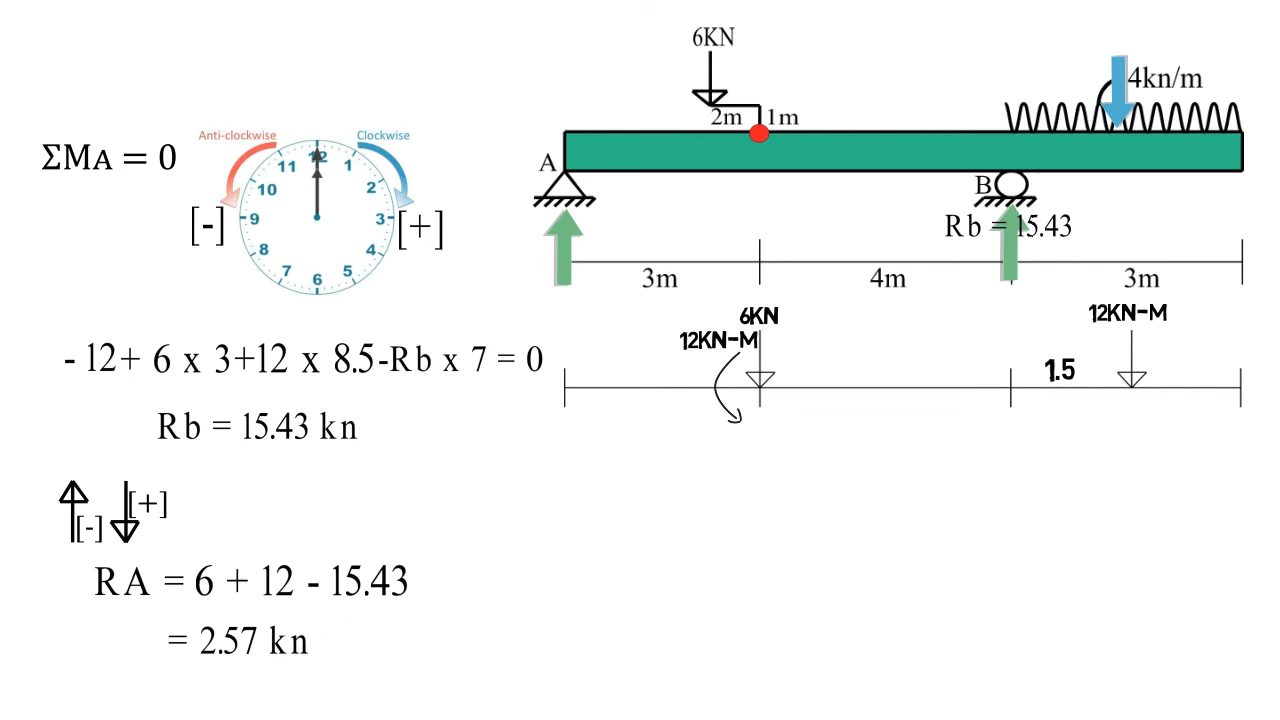 6KN
4kn/m
2m
1m
Anti-clockwise
Clockwise
ΣMA = 0
12
1
2
3
4
5
6
7
8
9
10
11
[-]
[+]
A
B
Rb = 15.43
3m
4m
3m
6KN
12KN-M
12KN-M
1.5
- 12+ 6 x 3+12 x 8.5-Rb x 7 = 0
Rb = 15.43 kn
[-]
[+]
RA = 6 + 12 - 15.43
= 2.57 kn